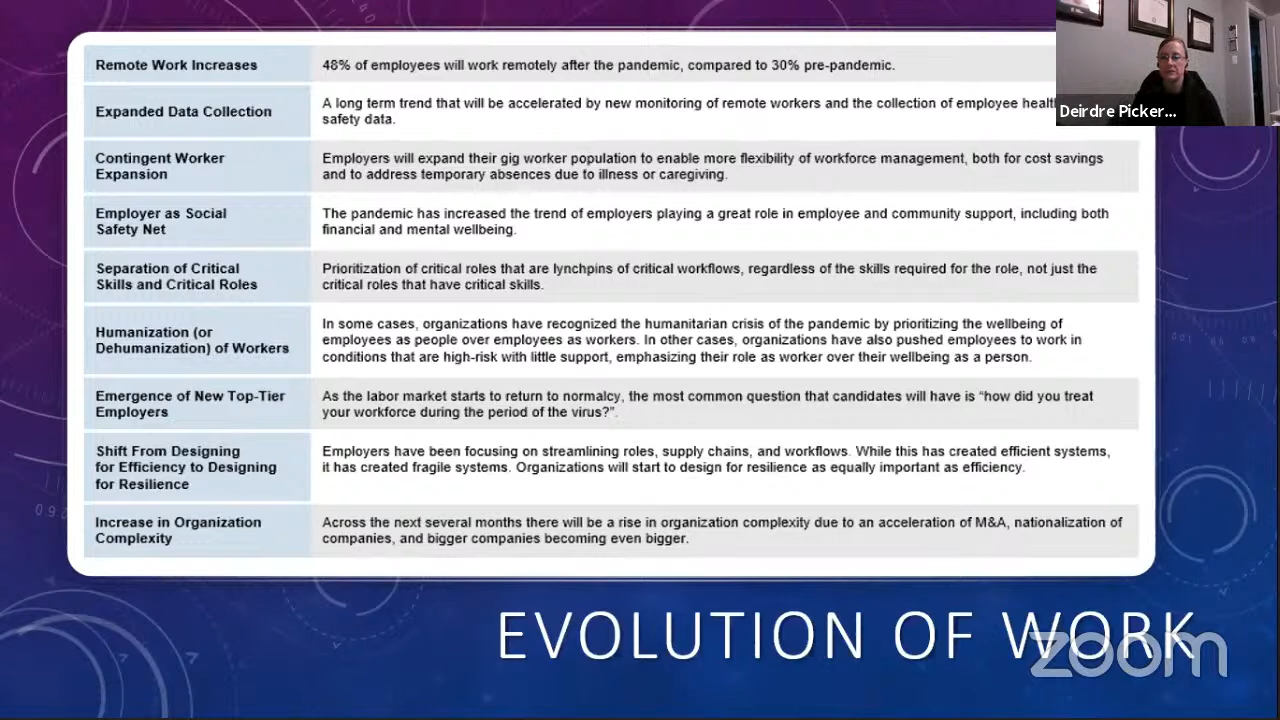 Remote Work Increases
48% of employees will work remotely after the pandemic, compared to 30% pre-pandemic.
Expanded Data Collection
A long term trend that will be accelerated by new monitoring of remote workers and the collection of employee
safety data.
Contingent Worker
Expansion
Employers will expand their gig worker population to enable more flexibility of workforce management, both for cost savings
and to address temporary absences due to illness or caregiving.
Employer as Social
Safety Net
The pandemic has increased the trend of employers playing a great role in employee and community support, including both
financial and mental wellbeing.
Separation of Critical
Skills and Critical Roles
Prioritization of critical roles that are lynchpins of critical workflows, regardless of the skills required for the role, not just the
critical roles that have critical skills.
Humanization (or
Dehumanization) of Workers
In some cases, organizations have recognized the humanitarian crisis of the pandemic by prioritizing the wellbeing of
employees as people over employees as workers. In other cases, organizations have also pushed employees to work in
conditions that are high-risk with little support, emphasizing their role as worker over their wellbeing as a person.
Emergence of New Top-Tier
Employers
As the labor market starts to return to normalcy, the most common question that candidates will have is “how did you treat
your workforce during the period of the virus?”.
Shift From Designing
for Efficiency to Designing
for Resilience
Employers have been focusing on streamlining roles, supply chains, and workflows. While this has created efficient systems,
it has created fragile systems. Organizations will start to design for resilience as equally important as efficiency.
Increase in Organization
Complexity
Across the next several months there will be a rise in organization complexity due to an acceleration of M&A, nationalization of
companies, and bigger companies becoming even bigger.
EVOLUTION OF WORK
zoom
Deirdre Picker...